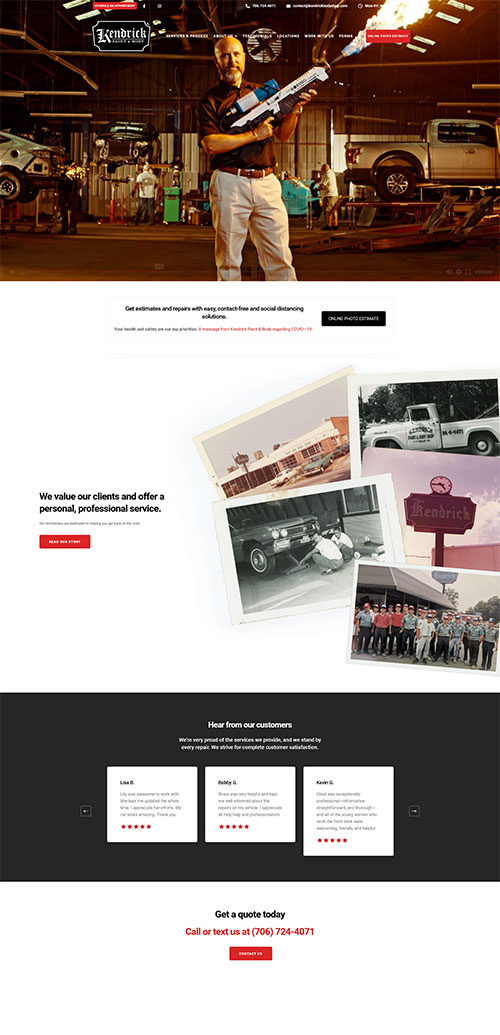 SCHEDULE AN APPOINTMENT
706.724.4071
contact@kendrickbodyshop.com
Mon-Fri: 8
Kendrick
PAINT & BODY
SERVICES & PROCESS
ABOUT US
TESTIMONIALS
LOCATIONS
WORK WITH US
FORMS
ONLINE PHOTO ESTIMATE
vimeo
Get estimates and repairs with easy, contact-free and social distancing
solutions.
Your health and safety are our top priorities. A message from Kendrick Paint & Body regarding COVID-19
ONLINE PHOTO ESTIMATE
KENDRICK
PAINT & BODY SHOP
Kendrick
We value our clients and offer a
personal, professional service.
Our technicians are dedicated to helping you get back on the road.
READ OUR STORY
Hear from our customers
We're very proud of the services we provide, and we stand by
every repair. We strive for complete customer satisfaction.
Lisa B.
Lisa was awesome to work with.
She kept me updated the whole
time. I appreciate her efforts. My
car looks amazing. Thank you.
Bobby G.
Shane was very helpful and kept
me well informed about the
repairs on my vehicle. I appreciate
all help help and professionalism.
Kevin G.
Chad was exceptionally
professional—informative,
straightforward, and thorough—
and all of the young women who
work the front desk were
welcoming, friendly, and helpful.
Get a quote today
Call or text us at (706) 724-4071
CONTACT US